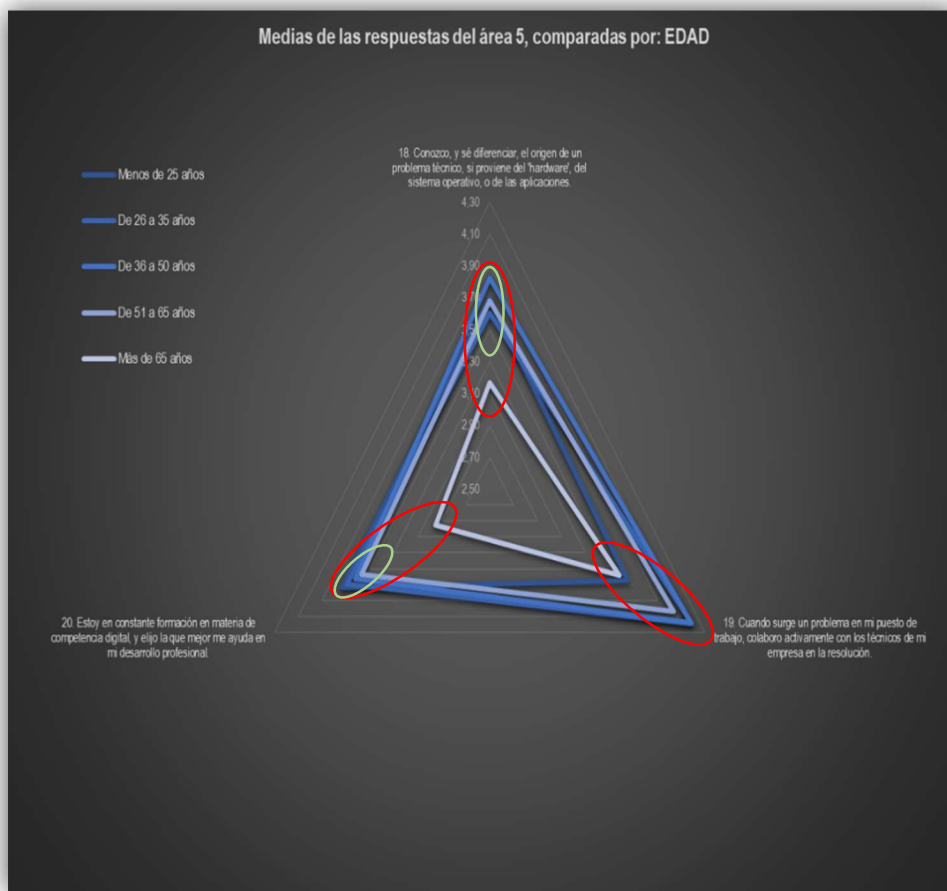 Medias de las respuestas del área 5, comparadas por: EDAD
18. Conozco, y sé diferenciar, el origen de un
problema técnico, si proviene del 'hardware', del
sistema operativo, o de las aplicaciones.
Menos de 25 años
De 26 a 35 años
De 36 a 50 años
De 51 a 65 años
Más de 65 años
4,30
4,10
3,90
2,70
2,50
20. Estoy en constante formación en materia de
competencia digital, y elijo la que mejor me ayuda en
mi desarrollo profesional.
19. Cuando surge un problema en mi puesto de
trabajo, colaboro activamente con los técnicos de mi
empresa en la resolución.